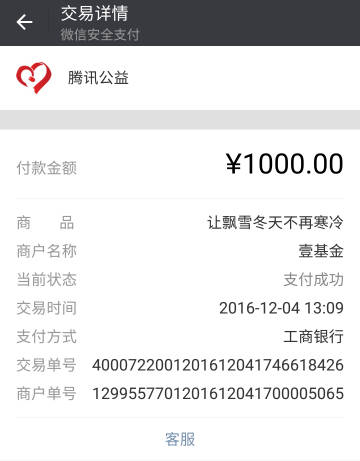 交易详情
微信安全支付
腾讯公益
付款金额 ¥1000.00
商 品 让飘雪冬天不再寒冷
商户名称 壹基金
当前状态 支付成功
交易时间 2016-12-04 13:09
支付方式 工商银行
交易单号 4000722001201612041746618426
商户单号 1299557701201612041700005065
客服